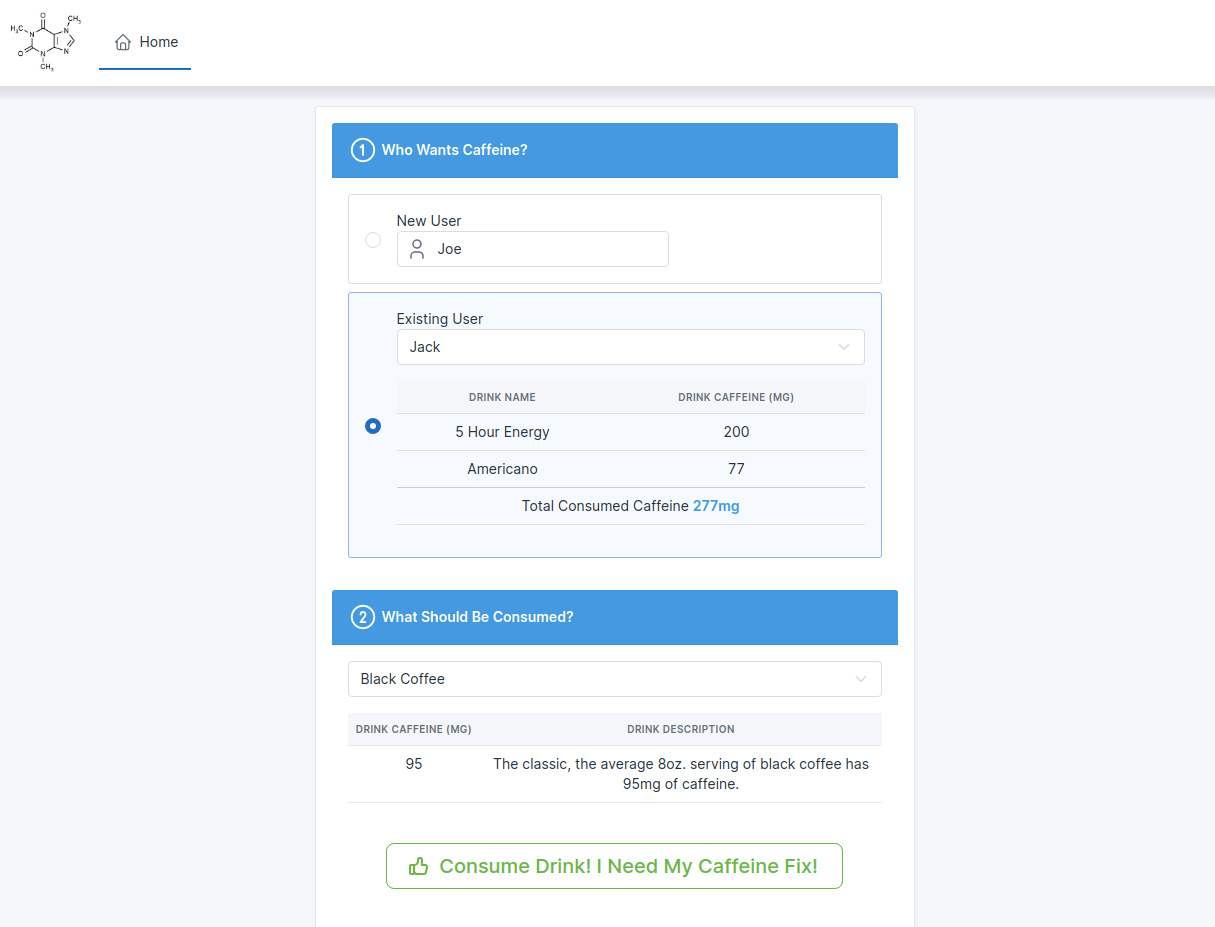 O
CH₃
H₃C
N
N
O
N
N
CH₃
Home
1 Who Wants Caffeine?
New User
Joe
Existing User
Jack
DRINK NAME DRINK CAFFEINE (MG)
5 Hour Energy 200
Americano 77
Total Consumed Caffeine 277mg
2 What Should Be Consumed?
Black Coffee
DRINK CAFFEINE (MG) DRINK DESCRIPTION
95 The classic, the average 8oz. serving of black coffee has
95mg of caffeine.
Consume Drink! I Need My Caffeine Fix!